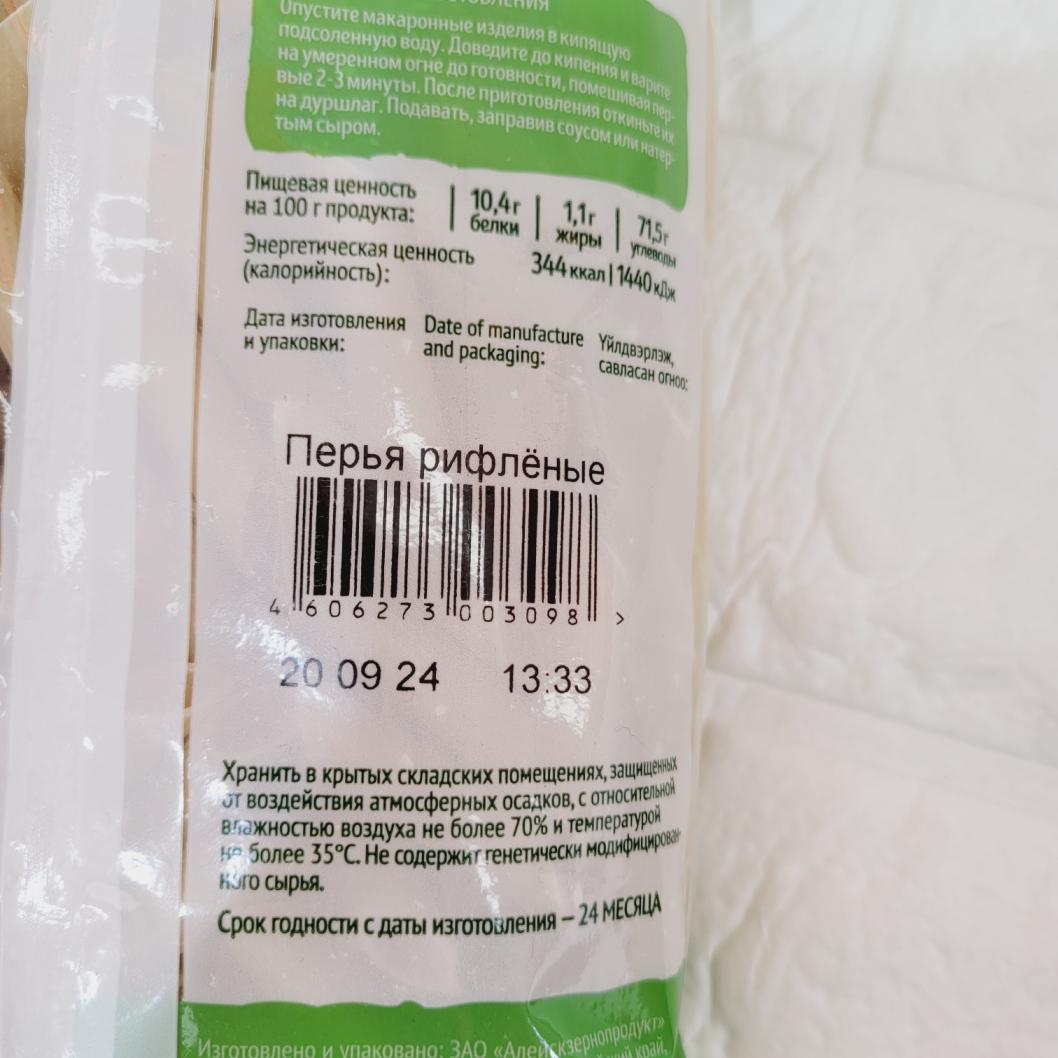 Опустите макаронные изделия в кипящую
подсоленную воду. Доведите до кипения и варите
на умеренном огне до готовности, помешивая пер-
вые 2-3 минуты. После приготовления откиньте их
на дуршлаг. Подавать, заправив соусом или натер-
тым сыром.
Пищевая ценность
на 100 г продукта:
10,4г белки | 1,1г жиры | 71,5г углеводы
Энергетическая ценность
(калорийность):
344 ккал | 1440 кДж
Дата изготовления
и упаковки:
Date of manufacture
and packaging:
Үйлдвэрлэж,
савласан огноо:
Перья рифлёные
4 606273 003098 >
20 09 24 13:33
Хранить в крытых складских помещениях, защищенных
от воздействия атмосферных осадков, с относительной
влажностью воздуха не более 70% и температурой
не более 35°С. Не содержит генетически модифицирован-
ного сырья.
Срок годности с даты изготовления – 24 МЕСЯЦА
Изготовлено и упаковано: ЗАО «Алейскзернопродукт»
край,